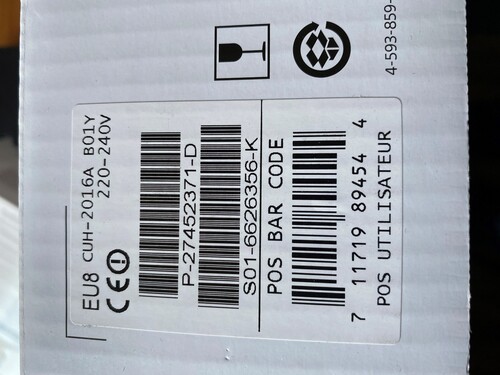 4-593-859-
EU8 CUH-2016A B01Y
220-240V
CE
P-27452371-D
S01-6626356-K
POS BAR CODE
7 11719 89454 4
POS UTILISATEUR